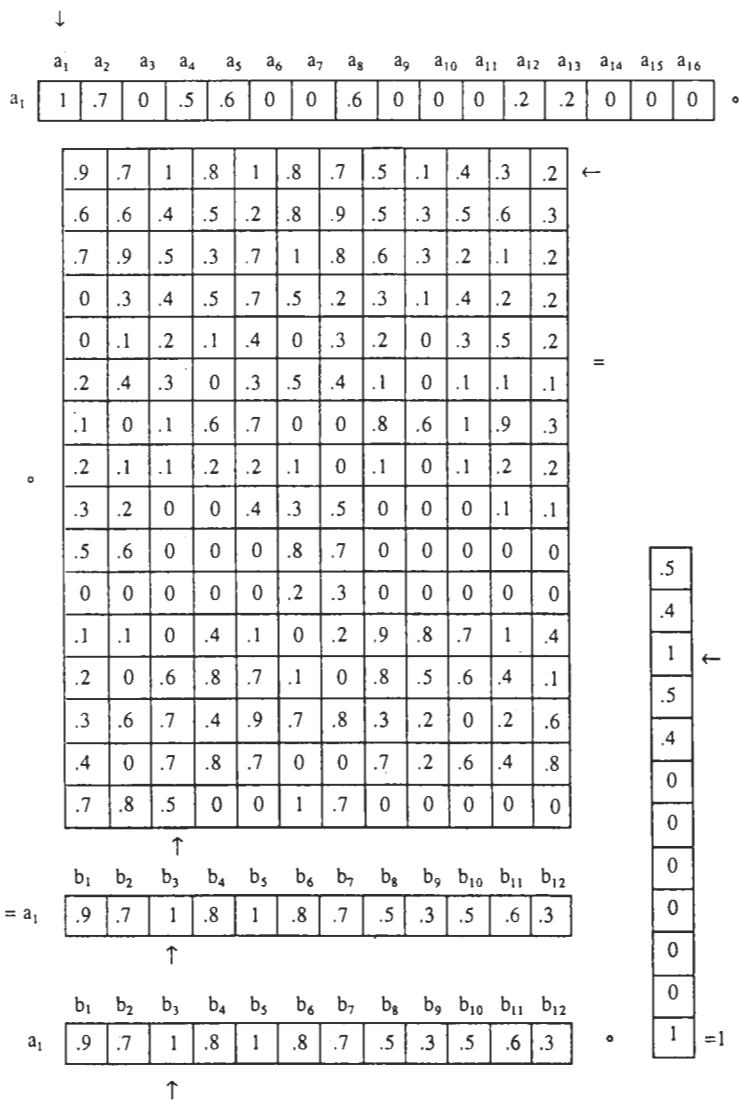 ↓
a₁ a₂ a₃ a₄ a₅ a₆ a₇ a₈ a₉ a₁₀ a₁₁ a₁₂ a₁₃ a₁₄ a₁₅ a₁₆
a₁ 1 .7 0 .5 .6 0 0 .6 0 0 0 .2 .2 0 0 0 ∘
.9 .7 1 .8 1 .8 .7 .5 .1 .4 .3 .2 ←
.6 .6 .4 .5 .2 .8 .9 .5 .3 .5 .6 .3
.7 .9 .5 .3 .7 1 .8 .6 .3 .2 .1 .2
0 .3 .4 .5 .7 .5 .2 .3 .1 .4 .2 .2
0 .1 .2 .1 .4 0 .3 .2 0 .3 .5 .2
=
.2 .4 .3 0 .3 .5 .4 .1 0 .1 .1 .1
.1 0 .1 .6 .7 0 0 .8 .6 1 .9 .3
∘ .2 .1 .1 .2 .2 .1 0 .1 0 .1 .2 .2
.3 .2 0 0 .4 .3 .5 0 0 0 .1 .1
.5 .6 0 0 0 .8 .7 0 0 0 0 0
0 0 0 0 0 .2 .3 0 0 0 0 0
.1 .1 0 .4 .1 0 .2 .9 .8 .7 1 .4
.2 0 .6 .8 .7 .1 0 .8 .5 .6 .4 .1
.3 .6 .7 .4 .9 .7 .8 .3 .2 0 .2 .6
.4 0 .7 .8 .7 0 0 .7 .2 .6 .4 .8
.7 .8 .5 0 0 1 .7 0 0 0 0 0
↑
b₁ b₂ b₃ b₄ b₅ b₆ b₇ b₈ b₉ b₁₀ b₁₁ b₁₂
= a₁ .9 .7 1 .8 1 .8 .7 .5 .3 .5 .6 .3
↑
b₁ b₂ b₃ b₄ b₅ b₆ b₇ b₈ b₉ b₁₀ b₁₁ b₁₂
a₁ .9 .7 1 .8 1 .8 .7 .5 .3 .5 .6 .3 ∘
↑
.5
.4
1 ←
.5
.4
0
0
0
0
0
0
1 =1